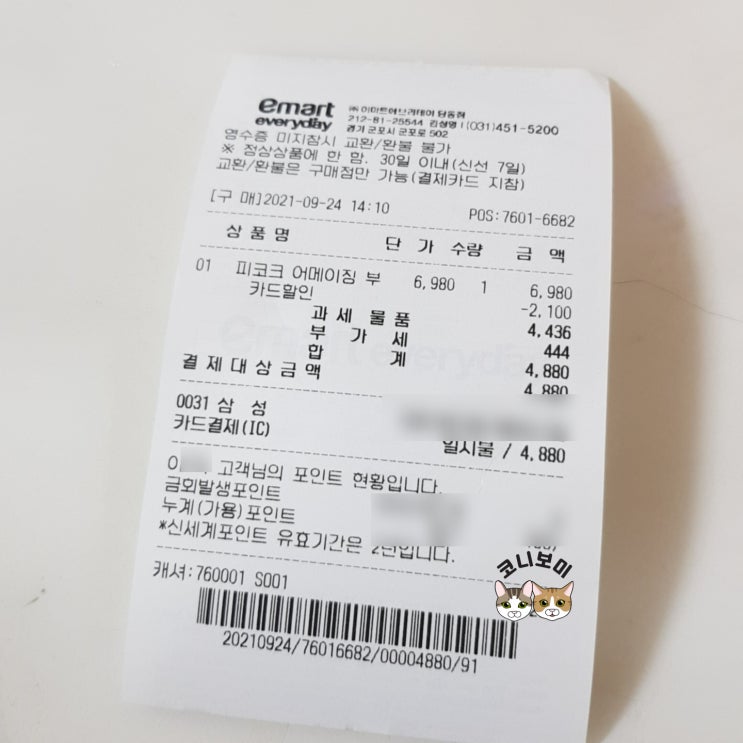 emart
everyday
㈜이마트에브리데이 당동점
212-81-25544 김성영 (031)451-5200
경기 군포시 군포로 502
영수증 미지참시 교환/환불 불가
※ 정상상품에 한 함. 30일 이내(신선 7일)
교환/환불은 구매점만 가능(결제카드 지참)
[구 매]2021-09-24 14:10 POS:7601-6682
상 품 명 단 가 수량 금 액
01 피코크 어메이징 부 6,980 1 6,980
카드할인 -2,100
과 세 물 품 4,436
부 가 세 444
합 계 4,880
결 제 대 상 금 액 4,880
0031 삼 성
카드결제(IC) 일시불 / 4,880
고객님의 포인트 현황입니다.
금회발생포인트
누계(가용)포인트
*신세계포인트 유효기간은 2년입니다.
캐셔:760001 S001
20210924/76016682/00004880/91
코니보미